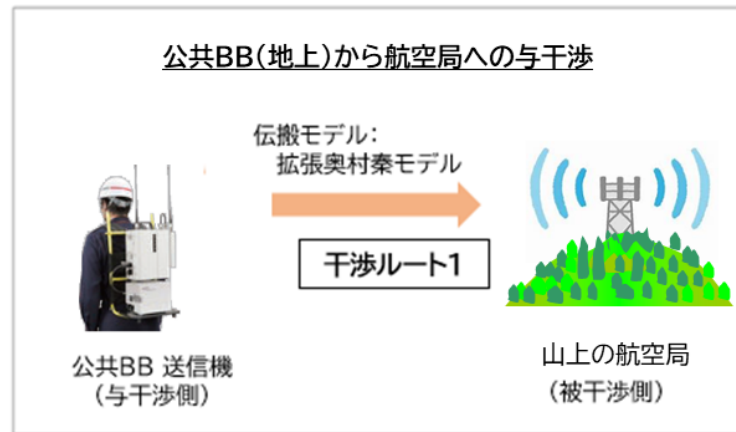 公共BB(地上)から航空局への与干渉
伝搬モデル:
拡張奥村秦モデル
干渉ルート1
公共BB 送信機
(与干渉側)
山上の航空局
(被干渉側)